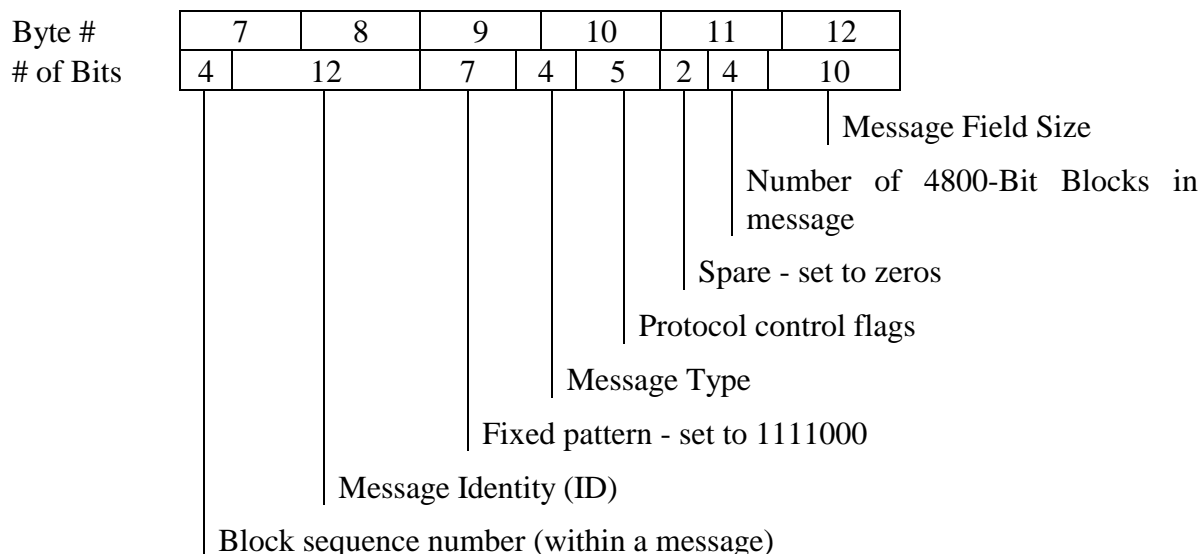 Byte # 7 8 9 10 11 12
# of Bits 4 12 7 4 5 2 4 10
Message Field Size
Number of 4800-Bit Blocks in
message
Spare - set to zeros
Protocol control flags
Message Type
Fixed pattern - set to 1111000
Message Identity (ID)
Block sequence number (within a message)